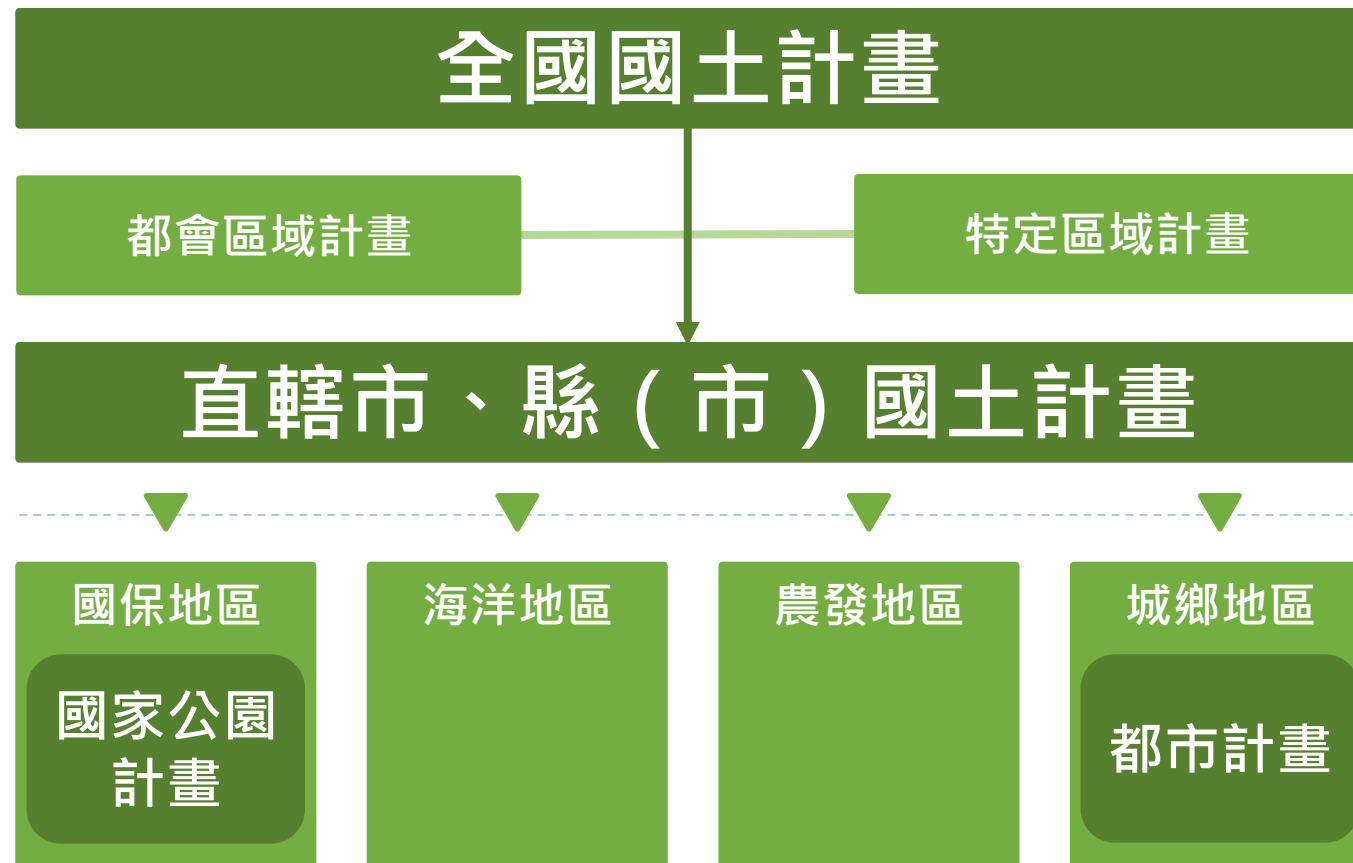 全國國土計畫
都會區域計畫
特定區域計畫
直轄市、縣（市）國土計畫
國保地區
海洋地區
農發地區
城鄉地區
國家公園
計畫
都市計畫